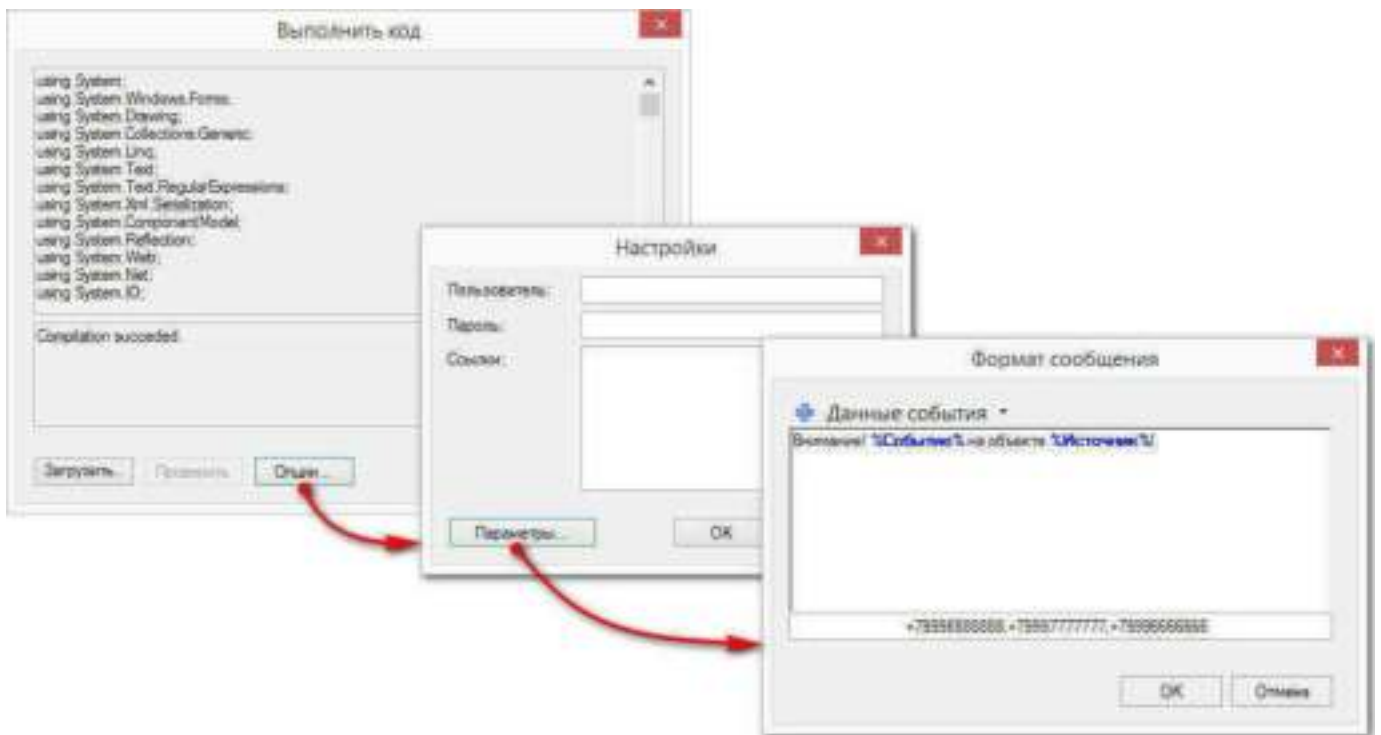 Выполнить код
using System;
using System.Windows.Forms;
using System.Drawing;
using System.Collections.Generic;
using System.Linq;
using System.Text;
using System.Text.RegularExpressions;
using System.Xml.Serialization;
using System.ComponentModel;
using System.Reflection;
using System.Web;
using System.Net;
using System.IO;
Compilation succeded.
Загрузить...
Проверить
Опции...
Настройки
Пользователь:
Пароль:
Ссылки:
Параметры...
OK
Формат сообщения
Данные события
Внимание! %Событие% на объекте %Источник%!
OK
Отмена